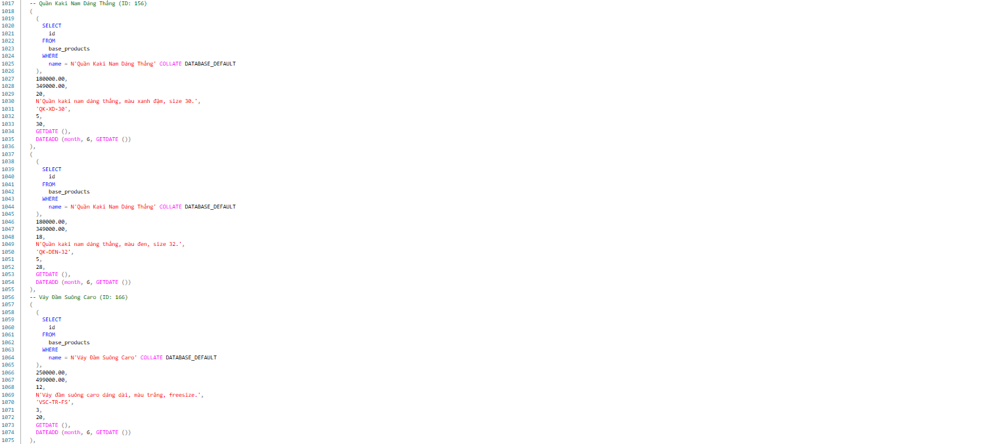 1017 -- Quần Kaki Nam Dáng Thẳng (ID: 156)
1018 (
1019 (
1020 SELECT
1021 id
1022 FROM
1023 base_products
1024 WHERE
1025 name = N'Quần Kaki Nam Dáng Thẳng' COLLATE DATABASE_DEFAULT
1026 ),
1027 180000.00,
1028 349000.00,
1029 20,
1030 N'Quần kaki nam dáng thẳng, màu xanh đậm, size 30.',
1031 'QK-XD-30',
1032 5,
1033 30,
1034 GETDATE (),
1035 DATEADD (month, 6, GETDATE ())
1036 ),
1037 (
1038 (
1039 SELECT
1040 id
1041 FROM
1042 base_products
1043 WHERE
1044 name = N'Quần Kaki Nam Dáng Thẳng' COLLATE DATABASE_DEFAULT
1045 ),
1046 180000.00,
1047 349000.00,
1048 18,
1049 N'Quần kaki nam dáng thẳng, màu đen, size 32.',
1050 'QK-DEN-32',
1051 5,
1052 28,
1053 GETDATE (),
1054 DATEADD (month, 6, GETDATE ())
1055 ),
1056 -- Váy Đầm Suông Caro (ID: 166)
1057 (
1058 (
1059 SELECT
1060 id
1061 FROM
1062 base_products
1063 WHERE
1064 name = N'Váy Đầm Suông Caro' COLLATE DATABASE_DEFAULT
1065 ),
1066 250000.00,
1067 499000.00,
1068 12,
1069 N'Váy đầm suông caro dáng dài, màu trắng, freesize.',
1070 'VSC-TR-FS',
1071 3,
1072 20,
1073 GETDATE (),
1074 DATEADD (month, 6, GETDATE ())
1075 ),